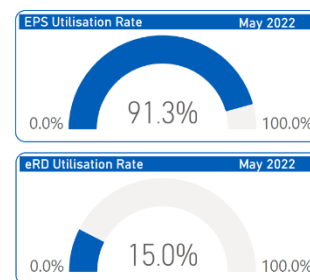 EPS Utilisation Rate May 2022
91.3%
0.0% 100.0%
eRD Utilisation Rate May 2022
15.0%
0.0% 100.0%